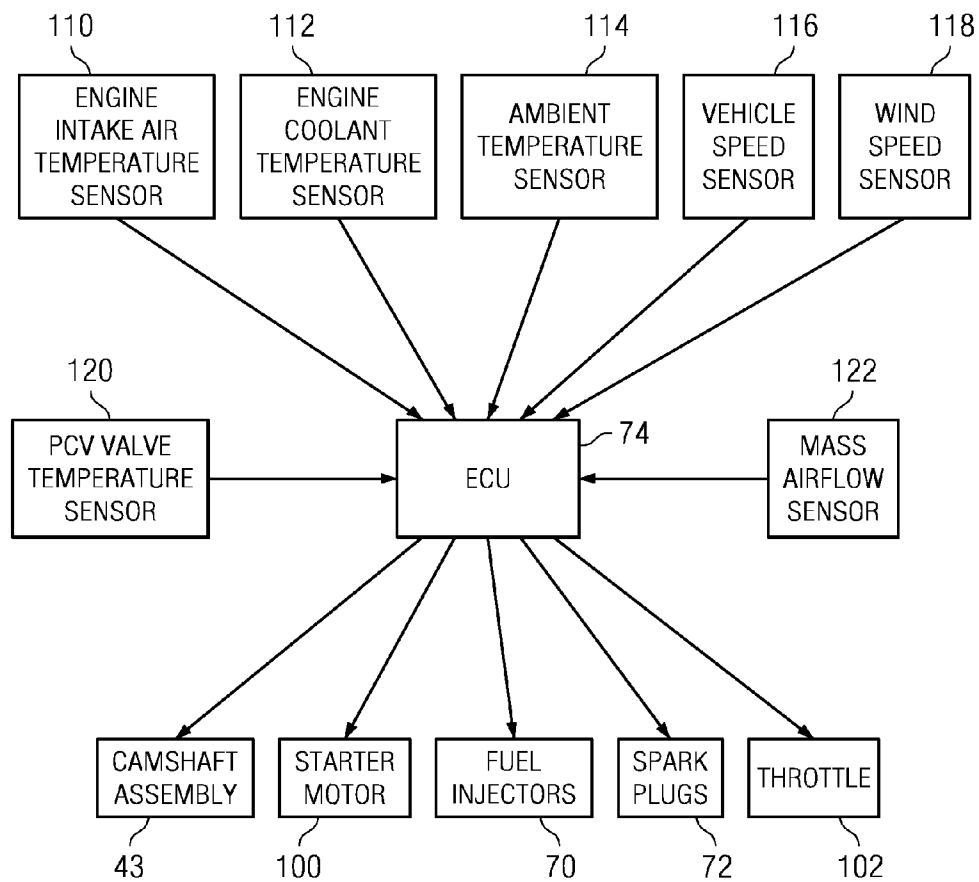 110
112
114
116
118
ENGINE
INTAKE AIR
TEMPERATURE
SENSOR
ENGINE
COOLANT
TEMPERATURE
SENSOR
AMBIENT
TEMPERATURE
SENSOR
VEHICLE
SPEED
SENSOR
WIND
SPEED
SENSOR
120
PCV VALVE
TEMPERATURE
SENSOR
74
ECU
122
MASS
AIRFLOW
SENSOR
CAMSHAFT
ASSEMBLY
STARTER
MOTOR
FUEL
INJECTORS
SPARK
PLUGS
THROTTLE
43
100
70
72
102